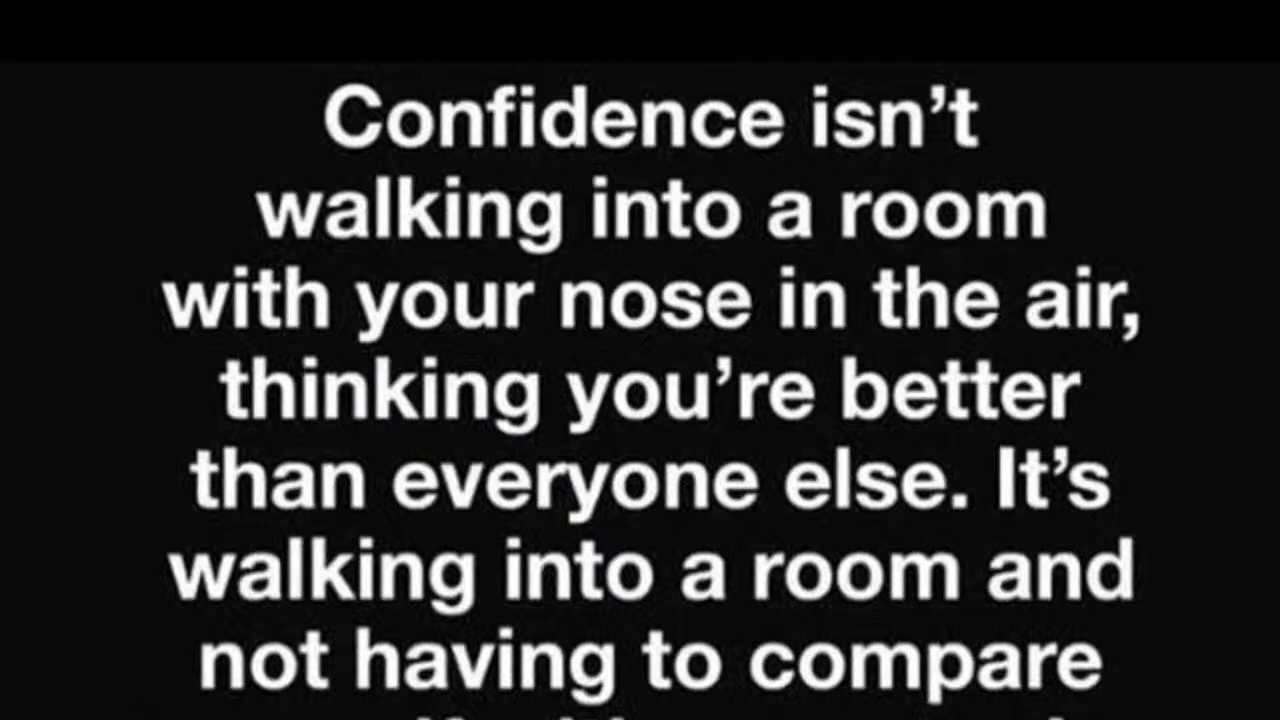 Confidence isn’t
walking into a room
with your nose in the air,
thinking you’re better
than everyone else. It’s
walking into a room and
not having to compare